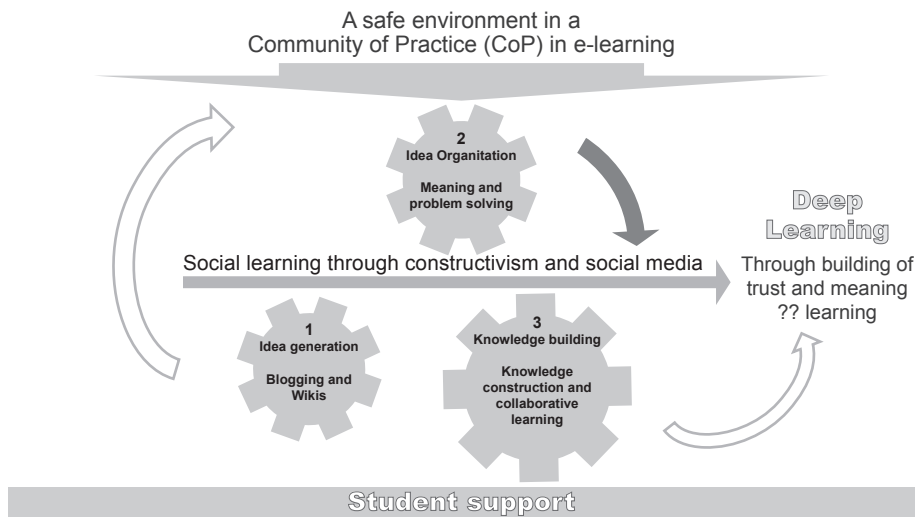 A safe environment in a
Community of Practice (CoP) in e-learning
2
Idea Organitation
Meaning and
problem solving
Deep
Learning
Through building of
trust and meaning
?? learning
Social learning through constructivism and social media
1
Idea generation
Blogging and
Wikis
3
Knowledge building
Knowledge
construction and
collaborative
learning
Student support